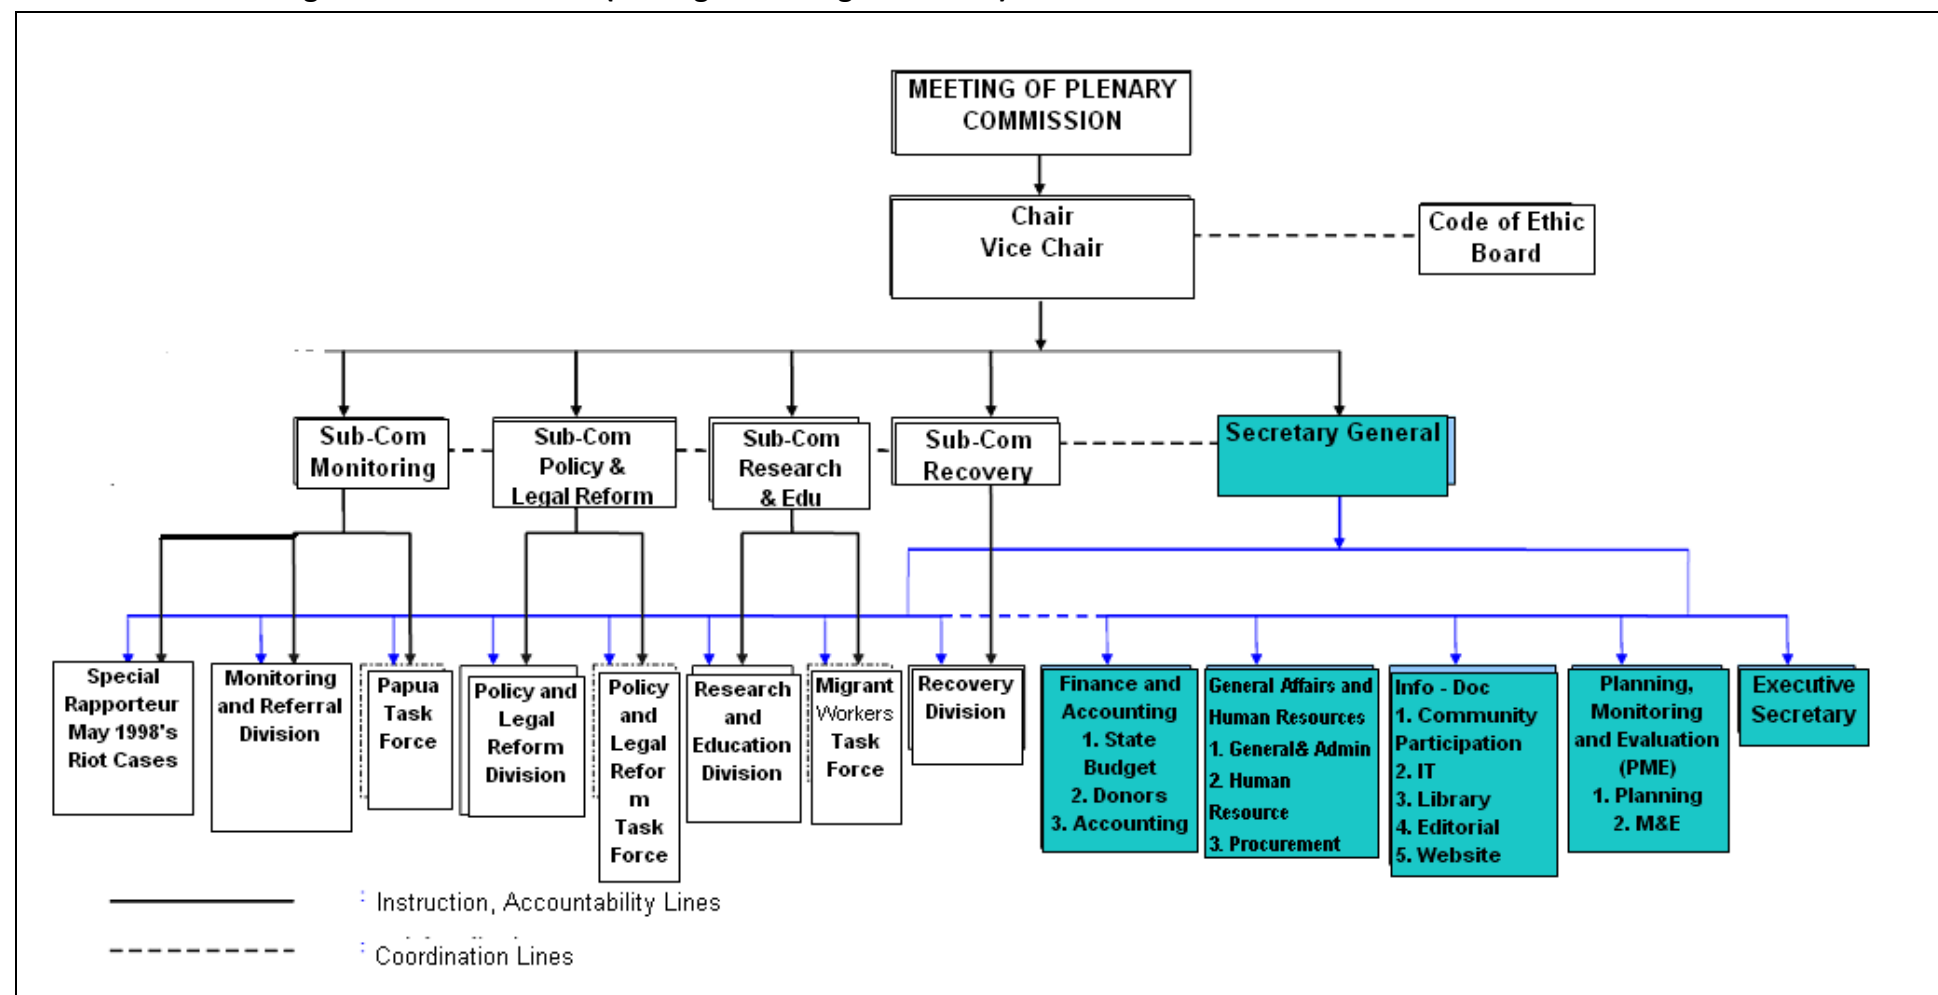 MEETING OF PLENARY
COMMISSION
Chair
Vice Chair
Code of Ethic
Board
Sub-Com
Monitoring
Sub-Com
Policy &
Legal Reform
Sub-Com
Research
& Edu
Sub-Com
Recovery
Secretary General
Special
Rapporteur
May 1998's
Riot Cases
Monitoring
and Referral
Division
Papua
Task
Force
Policy and
Legal
Reform
Division
Policy
and
Legal
Refor
m
Task
Force
Research
and
Education
Division
Migrant
Workers
Task
Force
Recovery
Division
Finance and
Accounting
1. State
Budget
2. Donors
3. Accounting
General Affairs and
Human Resources
1. General& Admin
2. Human
Resource
3. Procurement
Info - Doc
1. Community
Participation
2. IT
3. Library
4. Editorial
5. Website
Planning,
Monitoring
and Evaluation
(PME)
1. Planning
2. M&E
Executive
Secretary
: Instruction, Accountability Lines
: Coordination Lines